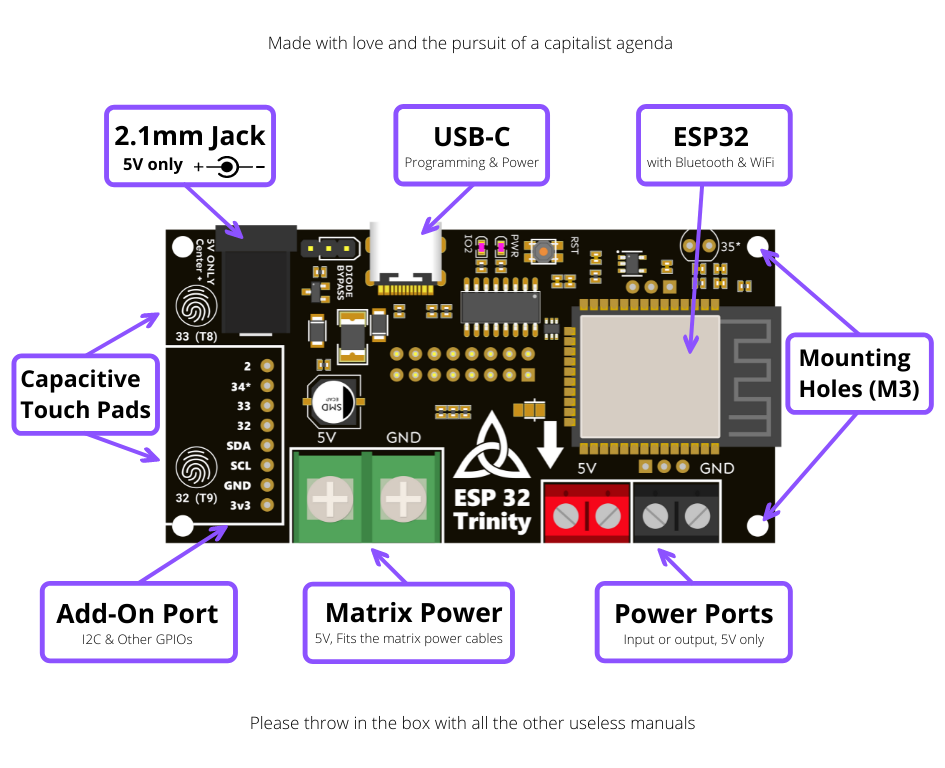 Made with love and the pursuit of a capitalist agenda
2.1mm Jack
5V only + -
USB-C
Programming & Power
ESP32
with Bluetooth & WiFi
5V ONLY
Center +
DIODE
BYPASS
IO2
PWR
RST
35*
33 (T8)
Capacitive
Touch Pads
Mounting
Holes (M3)
2
34*
33
32
SDA
SCL
GND
3v3
32 (T9)
SMD
ECAP
5V
GND
ESP 32
Trinity
5V
GND
Add-On Port
I2C & Other GPIOs
Matrix Power
5V, Fits the matrix power cables
Power Ports
Input or output, 5V only
Please throw in the box with all the other useless manuals